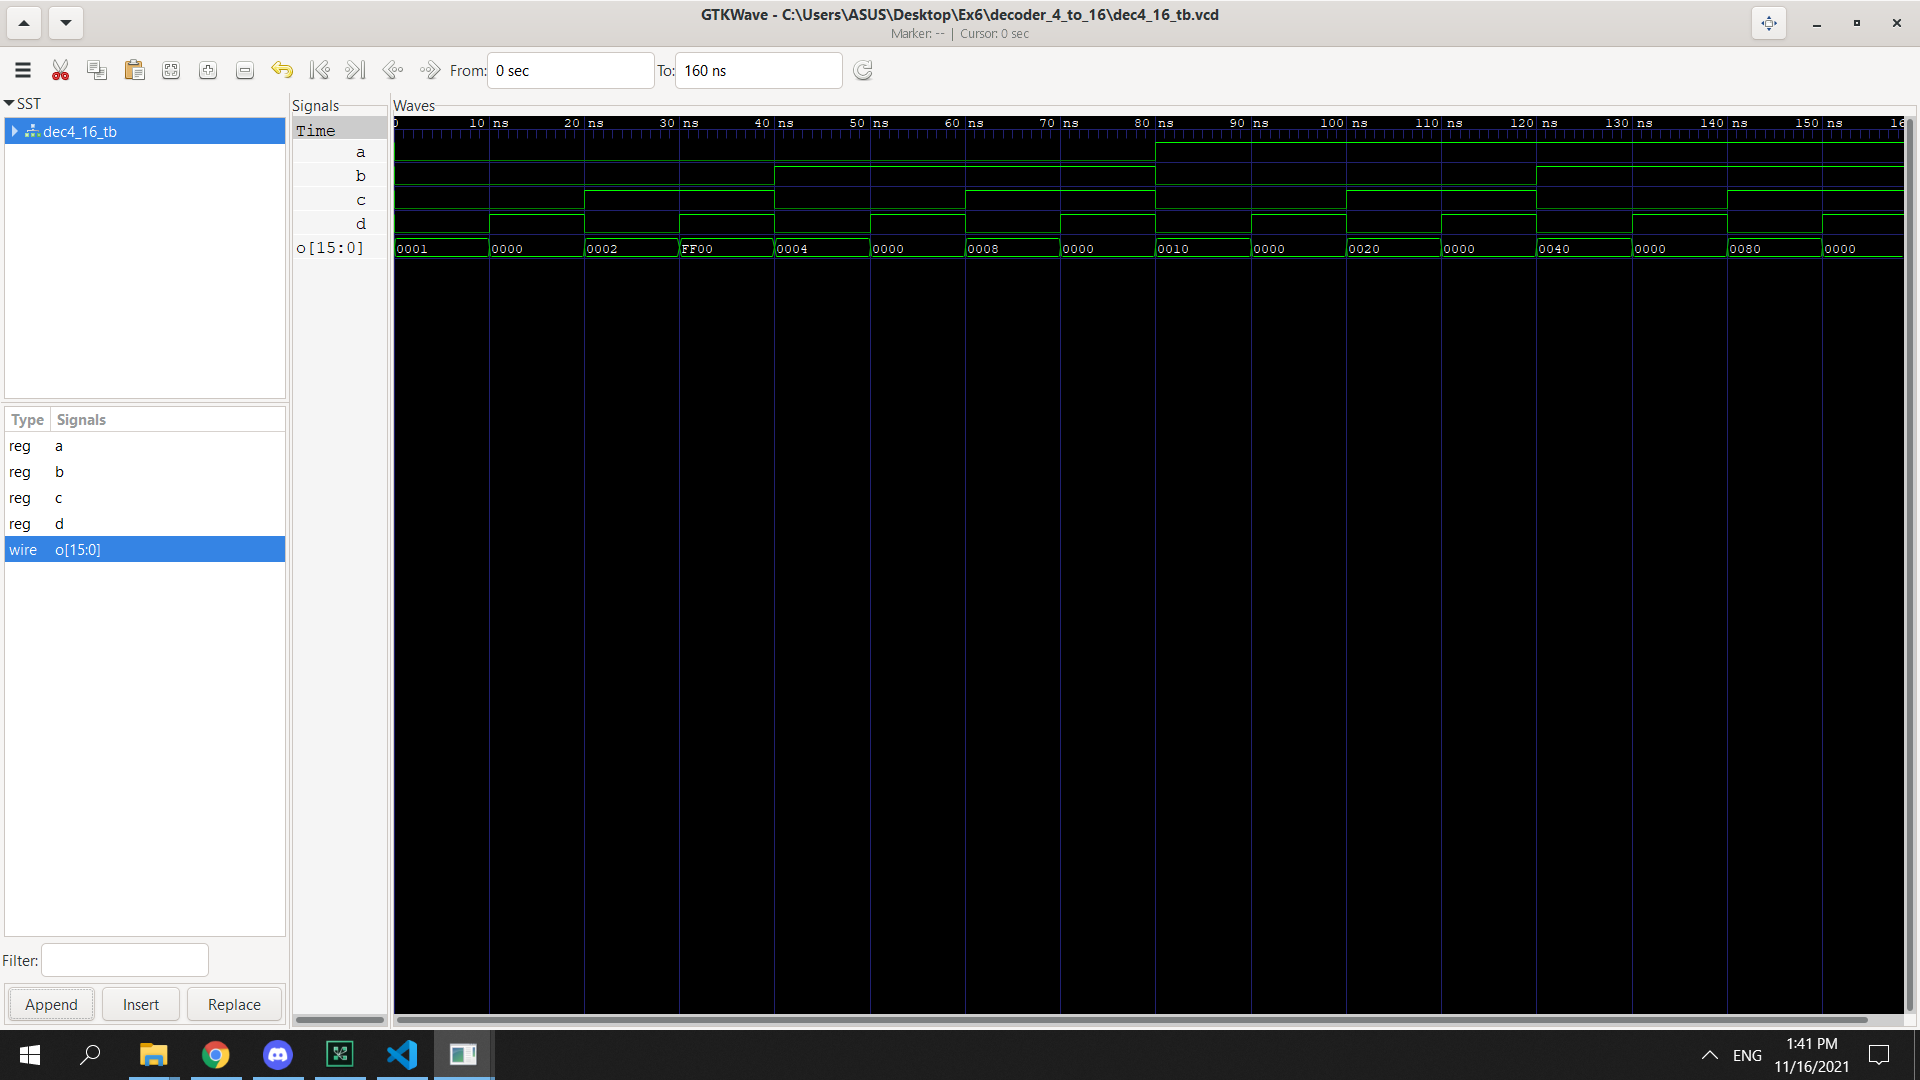 GTKWave - C:\Users\ASUS\Desktop\Ex6\decoder_4_to_16\dec4_16_tb.vcd
Marker: -- | Cursor: 0 sec
From: 0 sec To: 160 ns
SST
dec4_16_tb
Type Signals
reg a
reg b
reg c
reg d
wire o[15:0]
Filter:
Append Insert Replace
Signals
Time
a
b
c
d
o[15:0]
Waves
0 10 ns 20 ns 30 ns 40 ns 50 ns 60 ns 70 ns 80 ns 90 ns 100 ns 110 ns 120 ns 130 ns 140 ns 150 ns 16
0001 0000 0002 FF00 0004 0000 0008 0000 0010 0000 0020 0000 0040 0000 0080 0000
ENG
1:41 PM
11/16/2021